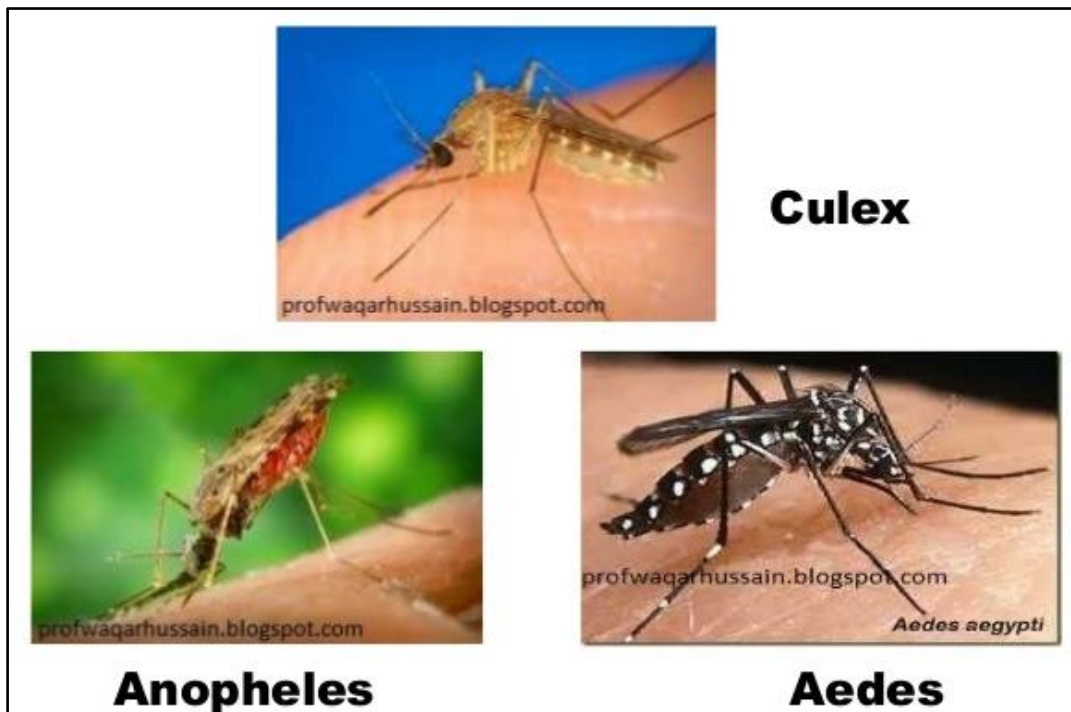 Culex
profwaqarhussain.blogspot.com
profwaqarhussain.blogspot.com
profwaqarhussain.blogspot.com
Aedes aegypti
Anopheles
Aedes